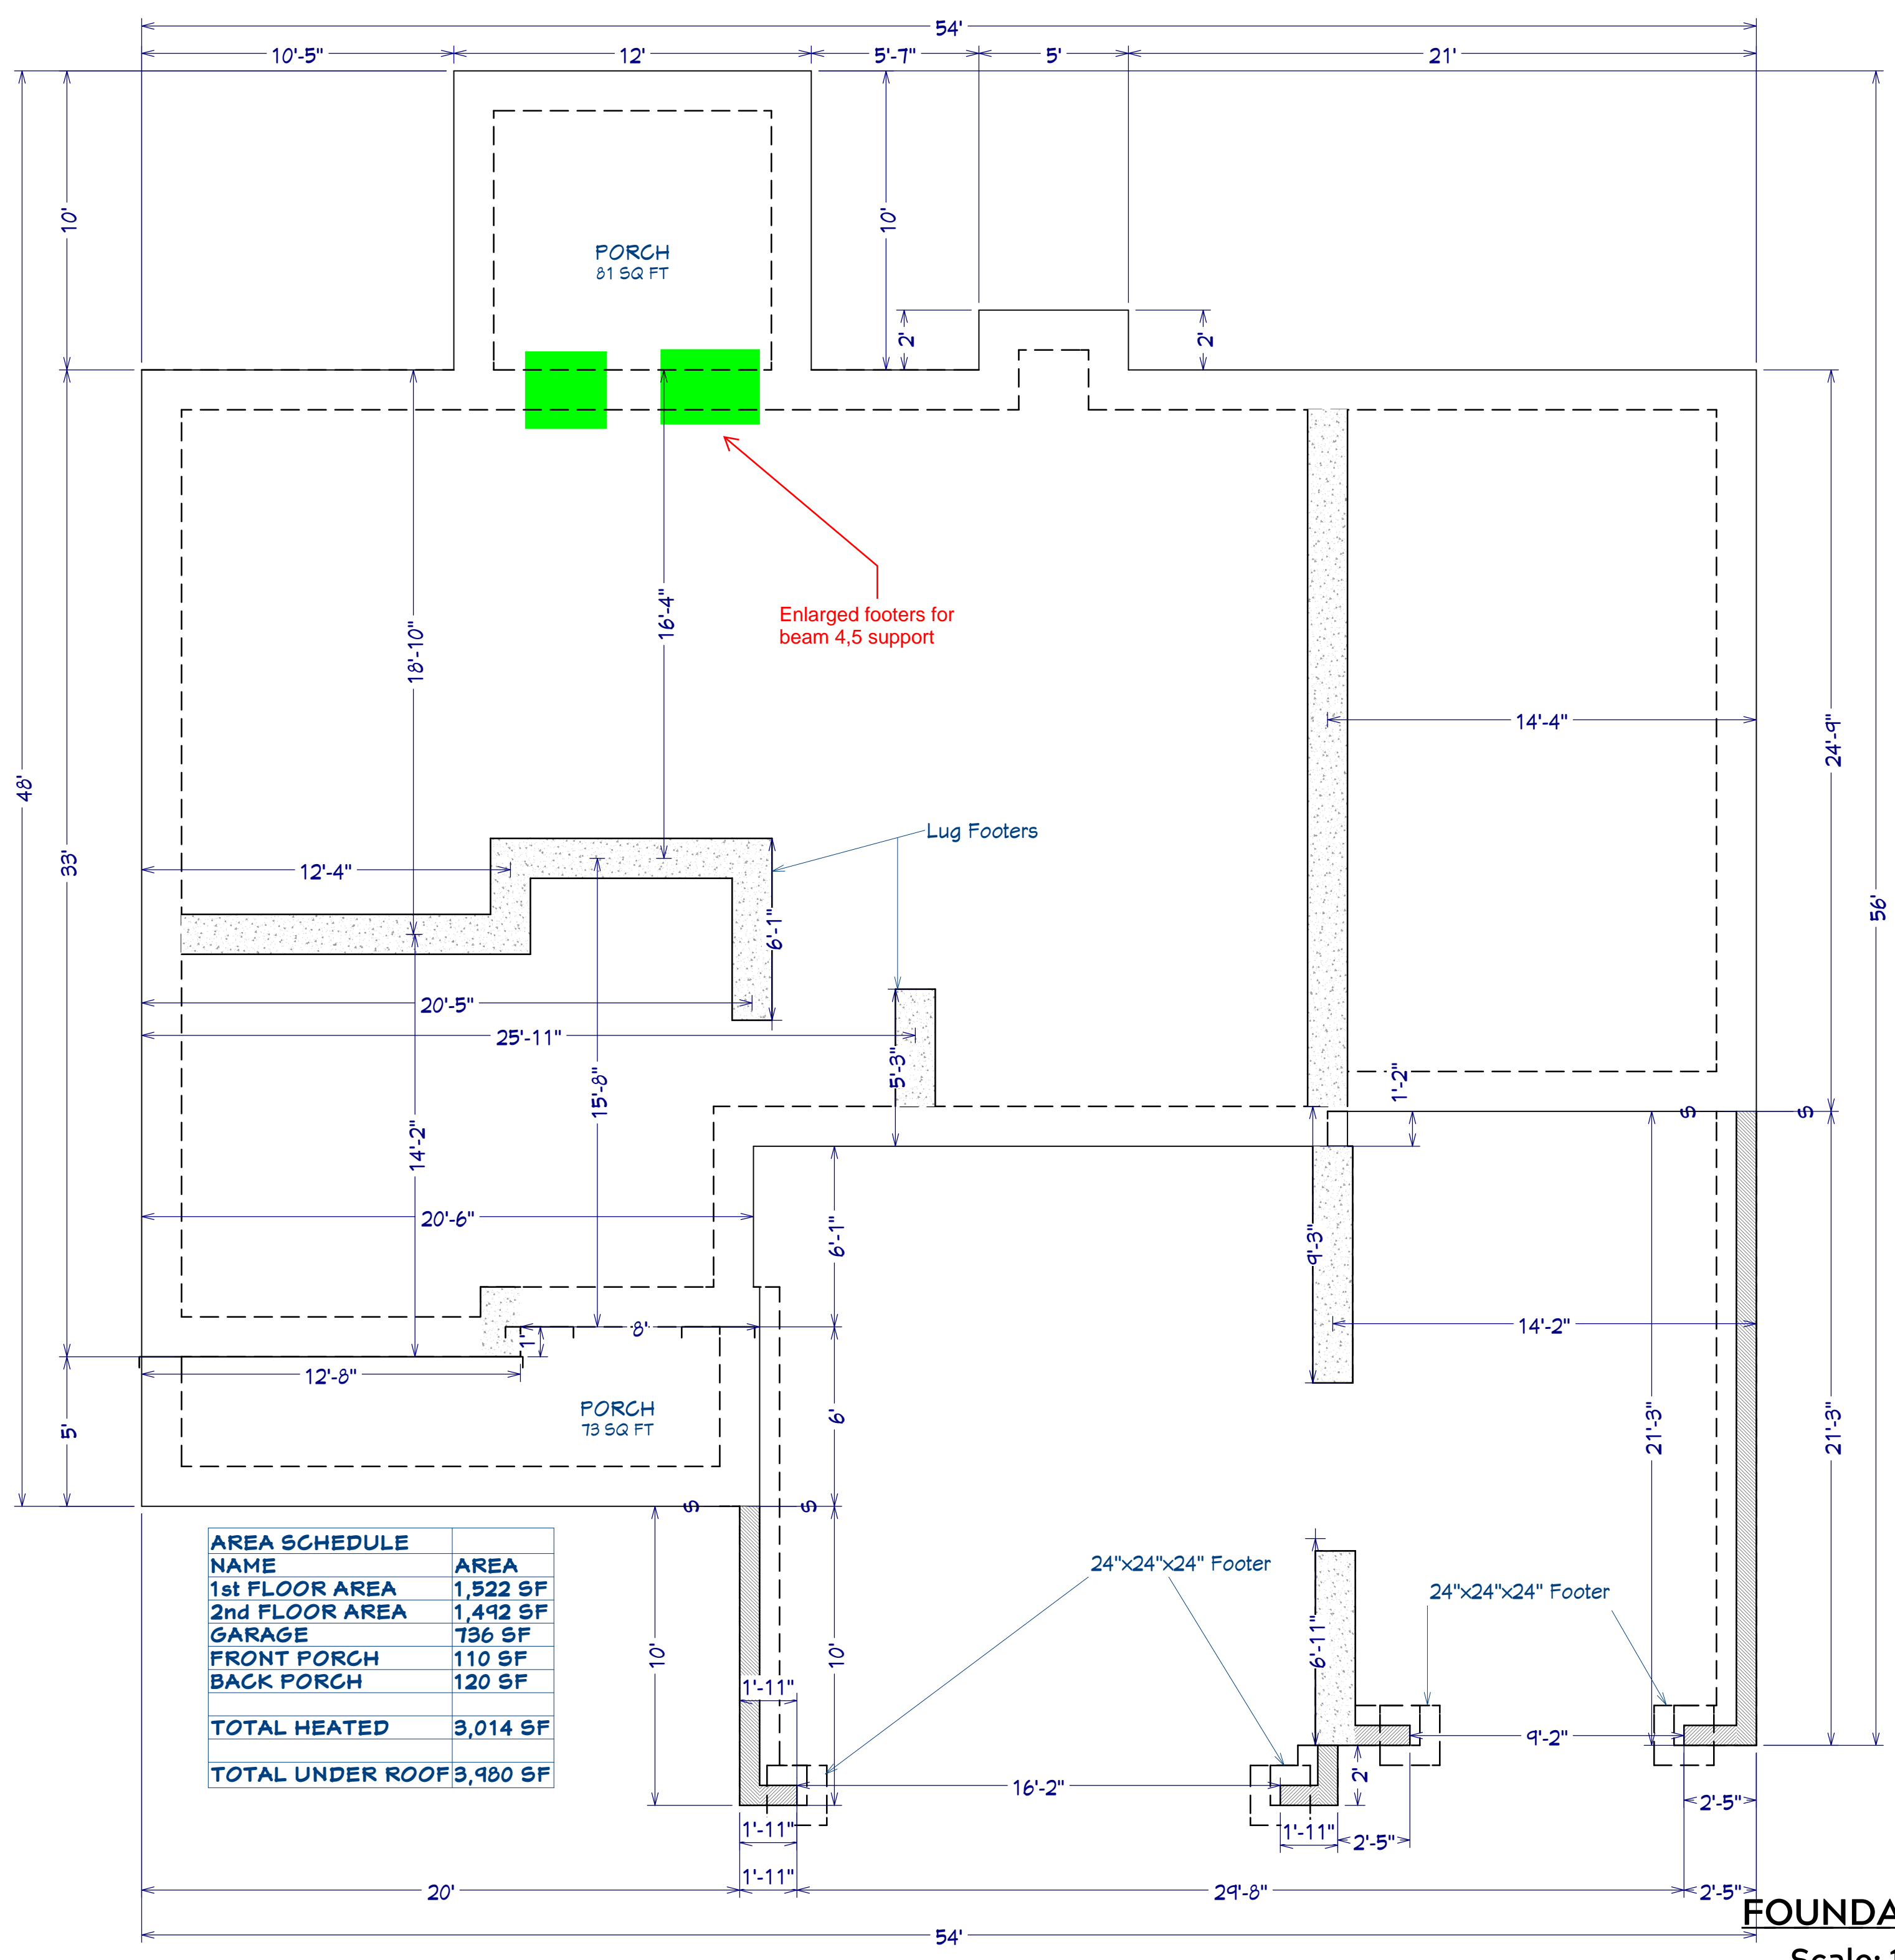 54'
10'-5" 12' 5'-7" 5' 21'
10'
10'
PORCH
81 SQ FT
2'
2'
48'
33'
18'-10"
16'-4"
Enlarged footers for
beam 4,5 support
14'-4"
24'-9"
56'
Lug Footers
12'-4"
6'-1"
20'-5"
25'-11"
5'-3"
15'-8"
1'-2"
S S
14'-2"
20'-6"
6'-1"
9'-3"
8'
1'
14'-2"
12'-8"
PORCH
73 SQ FT
5'
6'
21'-3"
21'-3"
S S
AREA SCHEDULE
NAME AREA
1st FLOOR AREA 1,522 SF
2nd FLOOR AREA 1,492 SF
GARAGE 736 SF
FRONT PORCH 110 SF
BACK PORCH 120 SF
TOTAL HEATED 3,014 SF
TOTAL UNDER ROOF 3,980 SF
10'
10'
24"x24"x24" Footer
24"x24"x24" Footer
6'-11"
1'-11"
9'-2"
16'-2"
2'
2'-5"
1'-11"
1'-11"
2'-5"
1'-11"
20'
29'-8"
2'-5"
FOUNDA
54'
Scale: 1